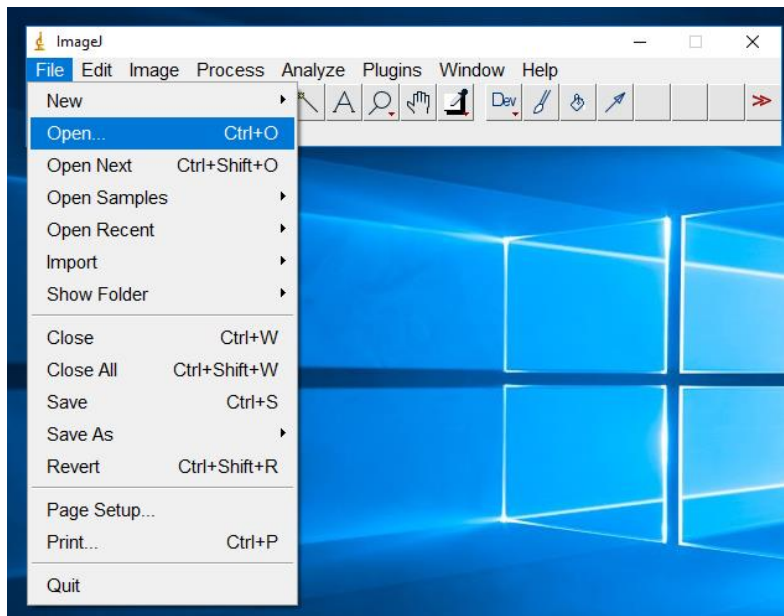 ImageJ
File Edit Image Process Analyze Plugins Window Help
A Dev
New
Open... Ctrl+O
Open Next Ctrl+Shift+O
Open Samples
Open Recent
Import
Show Folder
Close Ctrl+W
Close All Ctrl+Shift+W
Save Ctrl+S
Save As
Revert Ctrl+Shift+R
Page Setup...
Print... Ctrl+P
Quit